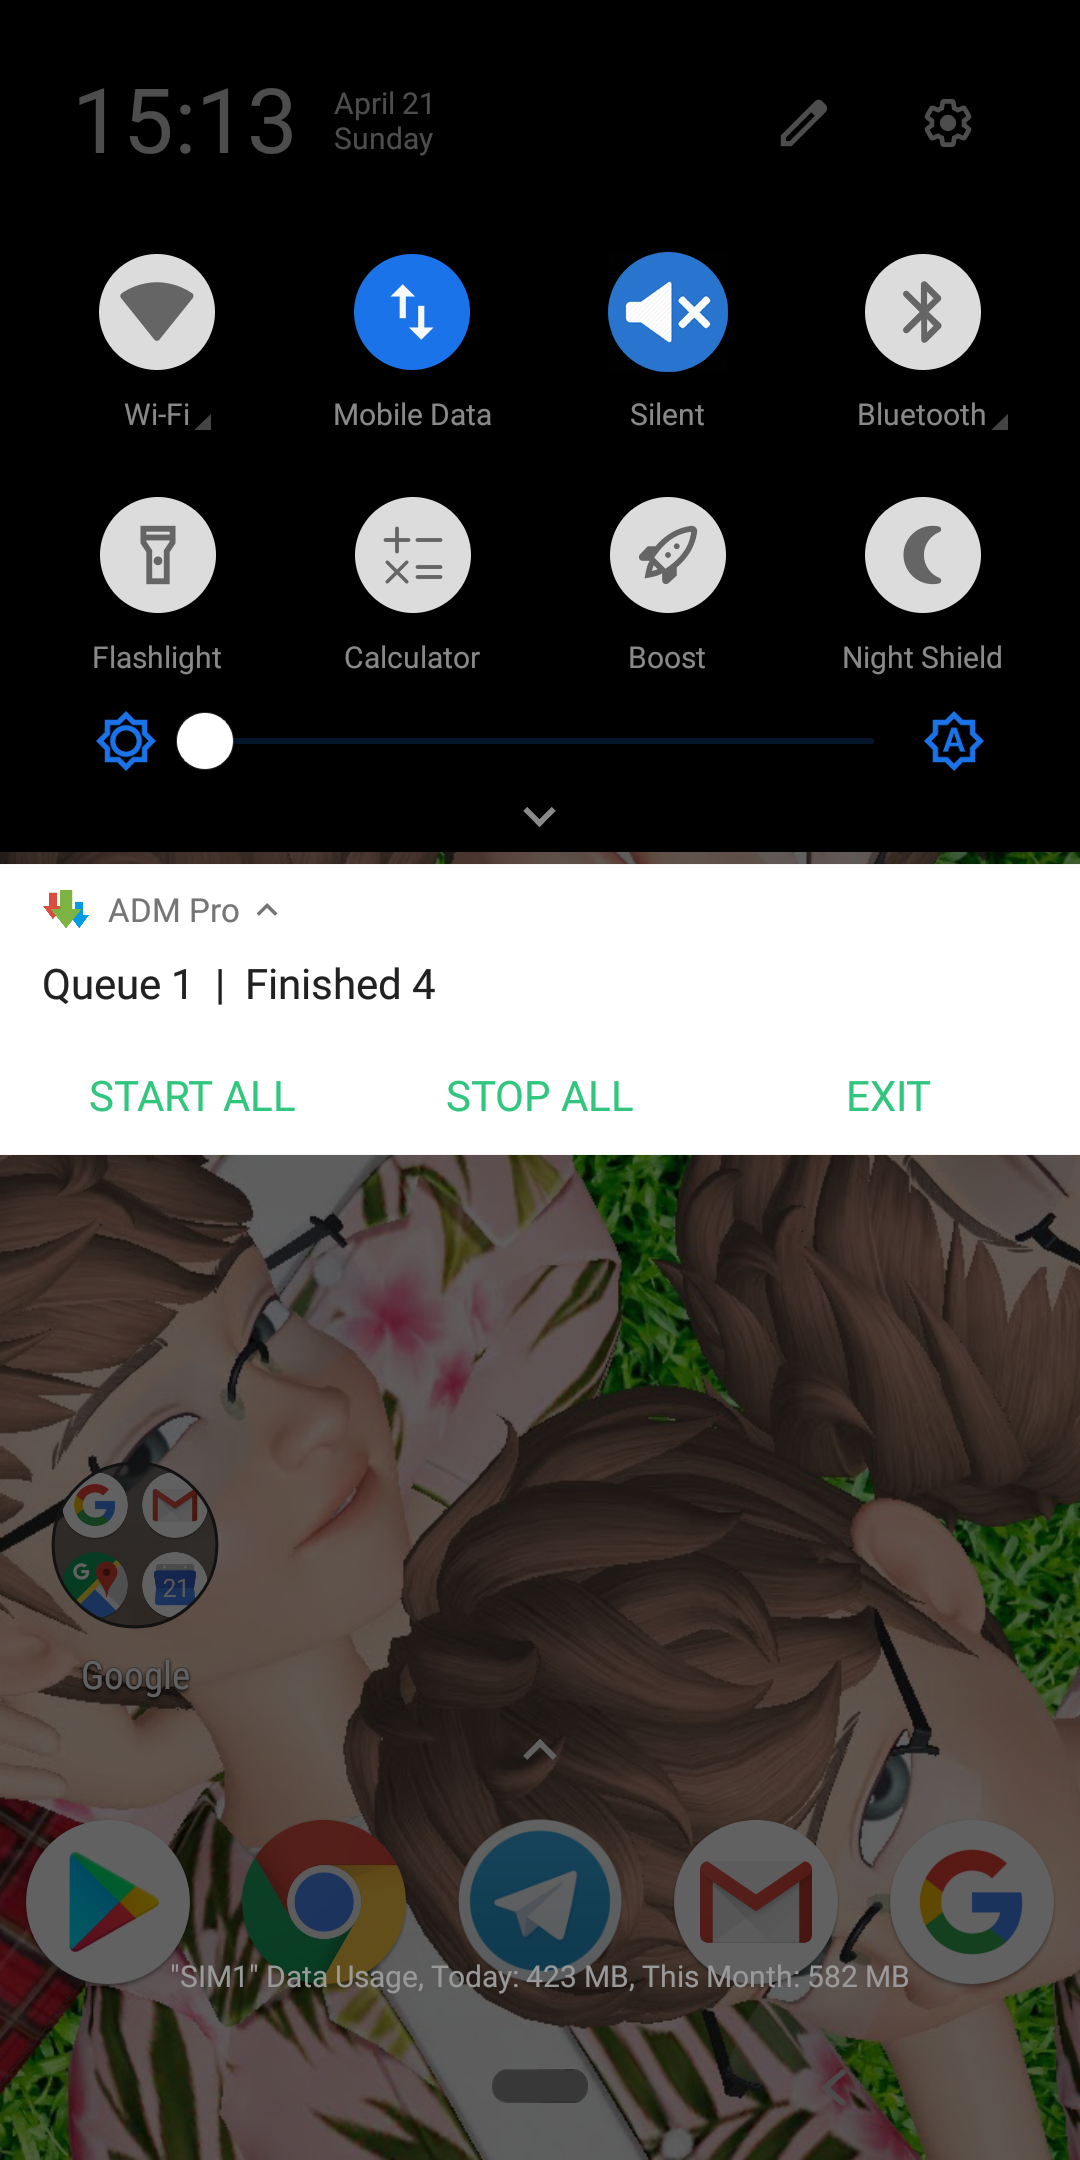 15:13
April 21
Sunday
Wi-Fi
Mobile Data
Silent
Bluetooth
Flashlight
Calculator
Boost
Night Shield
A
ADM Pro
Queue 1 | Finished 4
START ALL
STOP ALL
EXIT
G
21
Google
"SIM1" Data Usage, Today: 423 MB, This Month: 582 MB